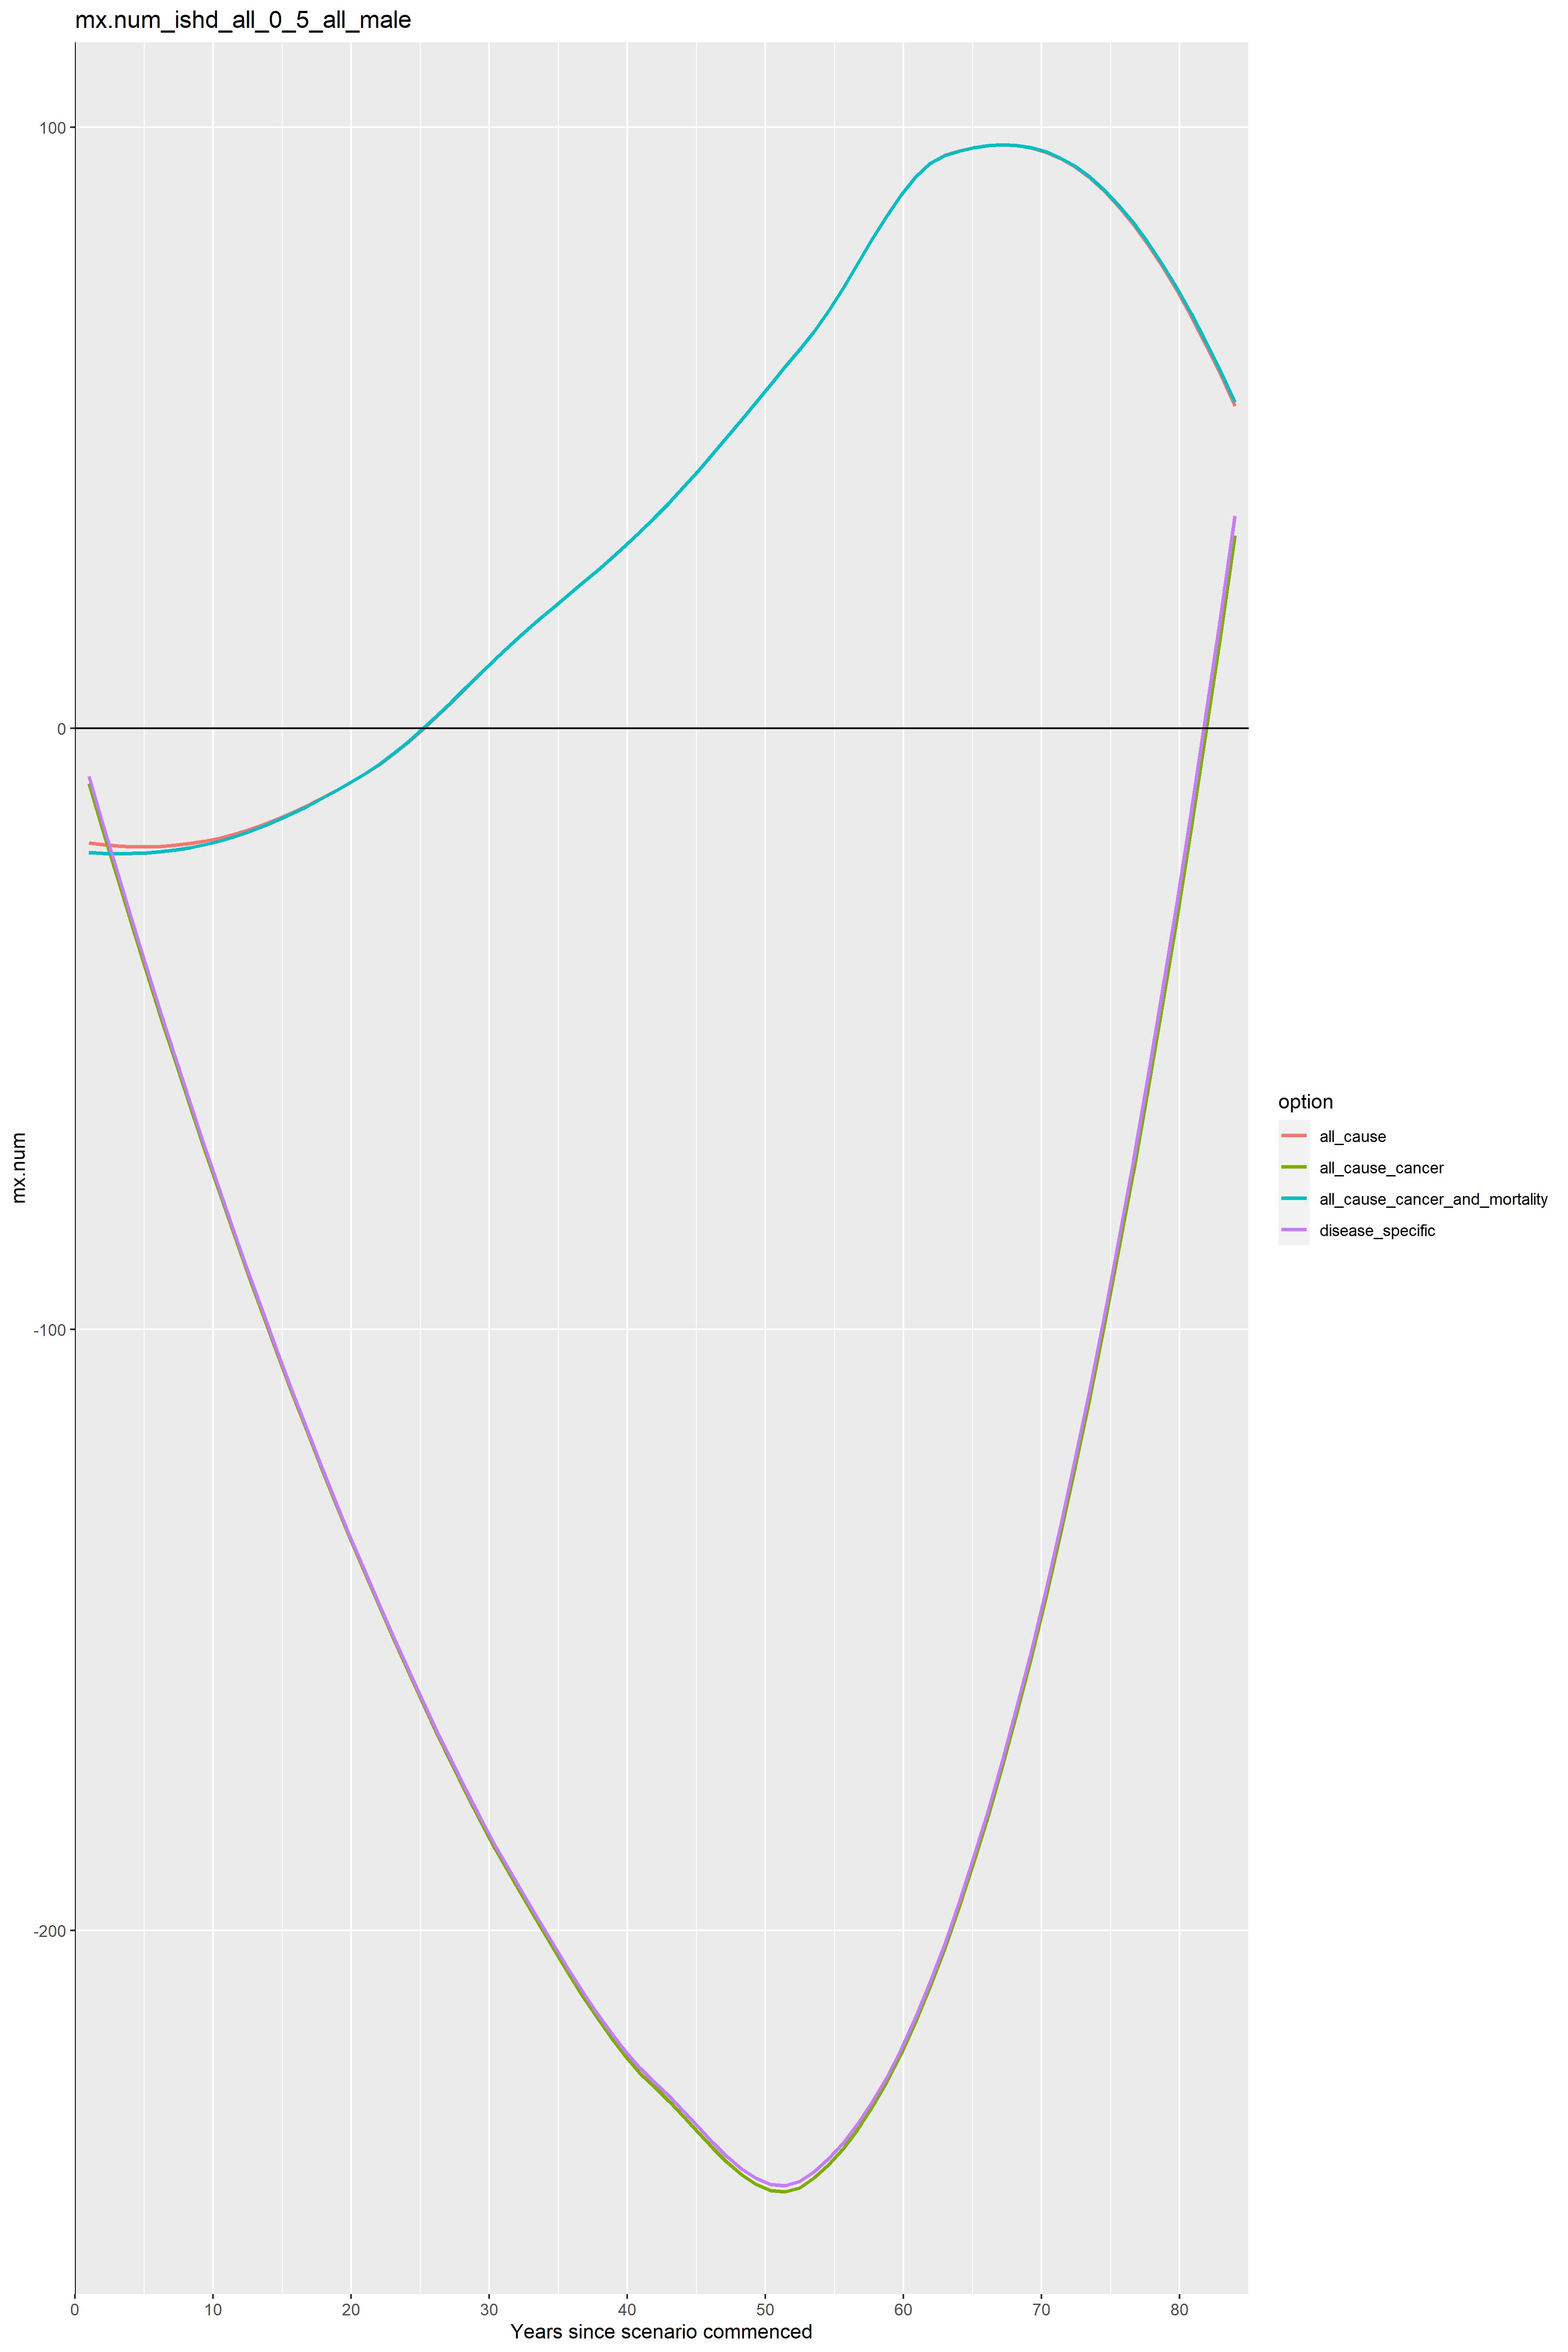 mx.num_ishd_all_0_5_all_male
100
0
-100
-200
mx.num
0 10 20 30 40 50 60 70 80
Years since scenario commenced
option
all_cause
all_cause_cancer
all_cause_cancer_and_mortality
disease_specific